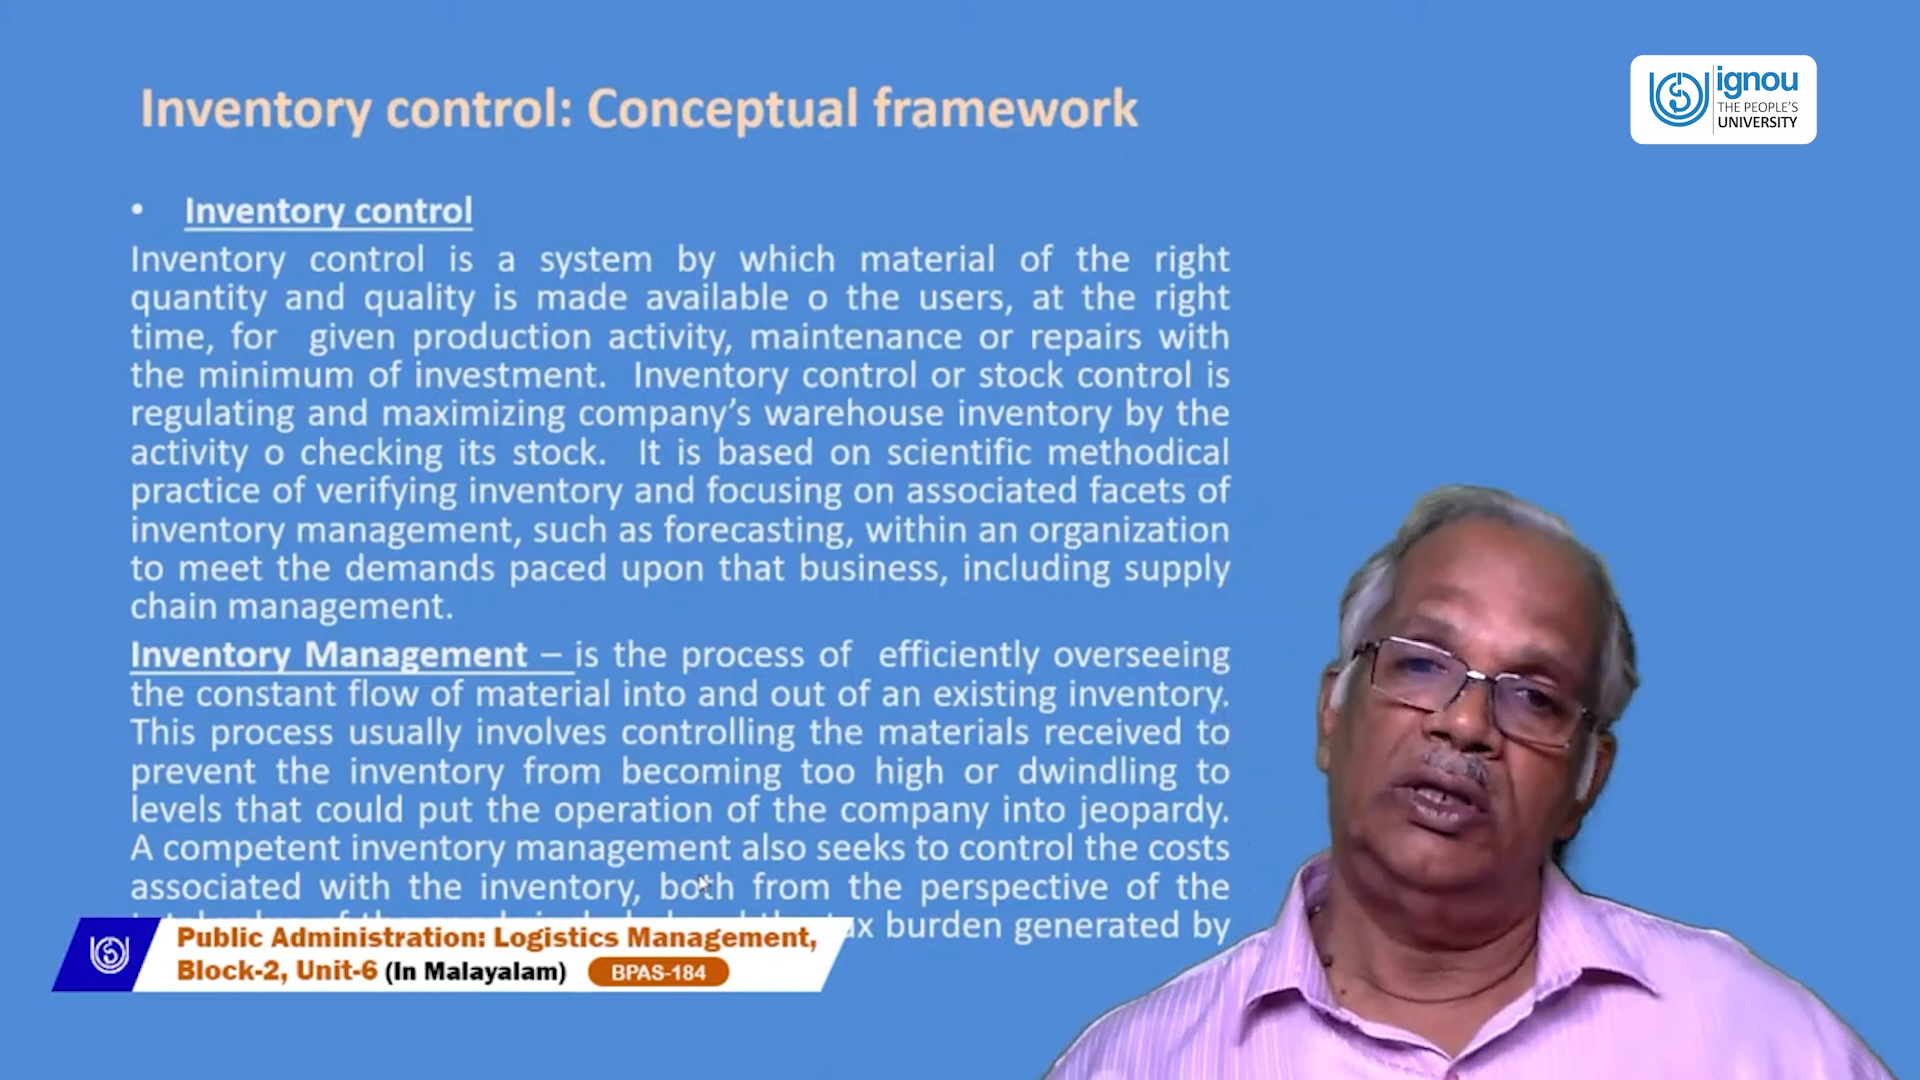 Inventory control: Conceptual framework
ignou
THE PEOPLE'S
UNIVERSITY
• Inventory control
Inventory control is a system by which material of the right
quantity and quality is made available o the users, at the right
time, for given production activity, maintenance or repairs with
the minimum of investment. Inventory control or stock control is
regulating and maximizing company's warehouse inventory by the
activity o checking its stock. It is based on scientific methodical
practice of verifying inventory and focusing on associated facets of
inventory management, such as forecasting, within an organization
to meet the demands paced upon that business, including supply
chain management.
Inventory Management – is the process of efficiently overseeing
the constant flow of material into and out of an existing inventory.
This process usually involves controlling the materials received to
prevent the inventory from becoming too high or dwindling to
levels that could put the operation of the company into jeopardy.
A competent inventory management also seeks to control the costs
associated with the inventory, both from the perspective of the
burden generated by
Public Administration: Logistics Management,
Block-2, Unit-6 (In Malayalam) BPAS-184